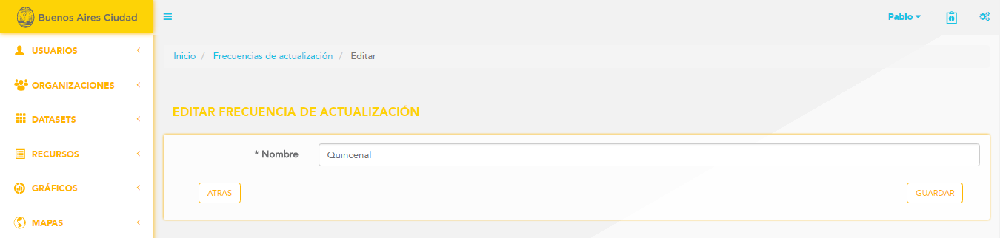 Buenos Aires Ciudad
Pablo
USUARIOS
Inicio / Frecuencias de actualización / Editar
ORGANIZACIONES
EDITAR FRECUENCIA DE ACTUALIZACIÓN
DATASETS
RECURSOS
* Nombre Quincenal
GRÁFICOS
ATRAS GUARDAR
MAPAS